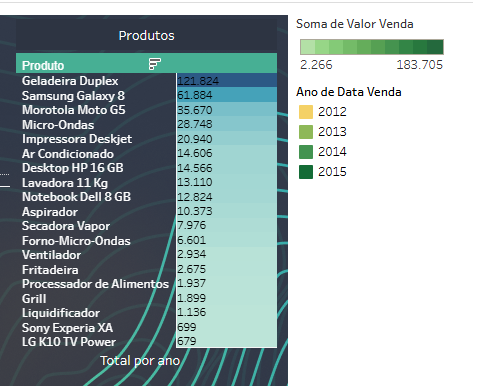 Produtos
Produto
Geladeira Duplex 121.824
Samsung Galaxy 8 61.884
Morotola Moto G5 35.670
Micro-Ondas 28.748
Impressora Deskjet 20.940
Ar Condicionado 14.606
Desktop HP 16 GB 14.566
Lavadora 11 Kg 13.110
Notebook Dell 8 GB 12.824
Aspirador 10.373
Secadora Vapor 7.976
Forno-Micro-Ondas 6.601
Ventilador 2.934
Fritadeira 2.675
Processador de Alimentos 1.937
Grill 1.899
Liquidificador 1.136
Sony Experia XA 699
LG K10 TV Power 679
Total por ano
Soma de Valor Venda
2.266 183.705
Ano de Data Venda
2012
2013
2014
2015